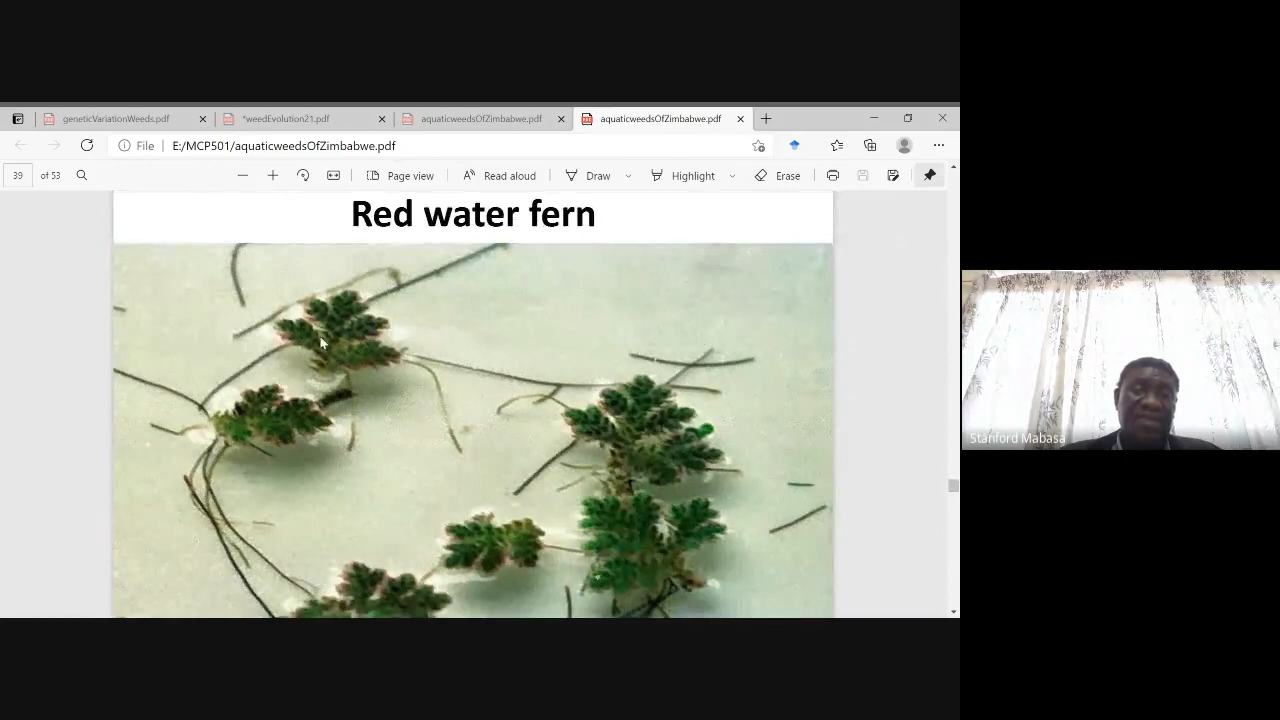 geneticVariationWeeds.pdf
*weedEvolution21.pdf
aquaticweedsOfZimbabwe.pdf
aquaticweedsOfZimbabwe.pdf
File
E:/MCP501/aquaticweedsOfZimbabwe.pdf
39 of 53
Page view
Read aloud
Draw
Highlight
Erase
Red water fern
Stanford Mabasa